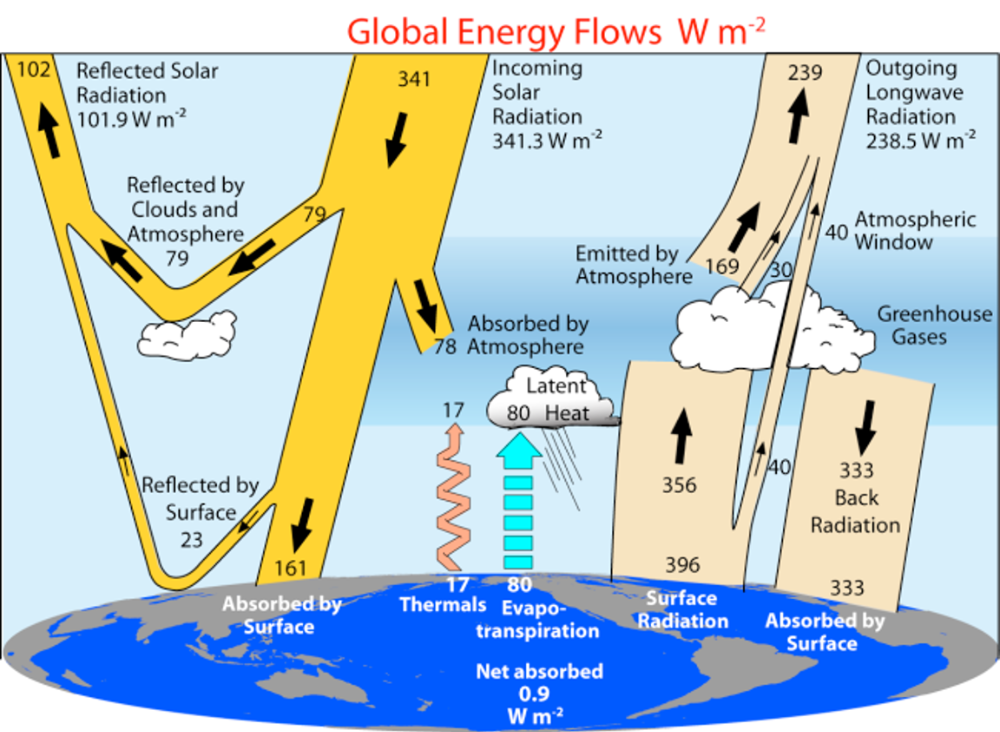 Global Energy Flows W m-2
102
Reflected Solar
Radiation
101.9 W m-2
341
Incoming
Solar
Radiation
341.3 W m-2
239
Outgoing
Longwave
Radiation
238.5 W m-2
Reflected by
Clouds and
Atmosphere
79
79
Emitted by
Atmosphere
169
30
40
Atmospheric
Window
Greenhouse
Gases
78
Absorbed by
Atmosphere
17
Latent
80 Heat
Reflected by
Surface
23
161
Absorbed by
Surface
17
Thermals
80
Evapo-
transpiration
356
40
396
Surface
Radiation
333
Back
Radiation
333
Absorbed by
Surface
Net absorbed
0.9
W m-2